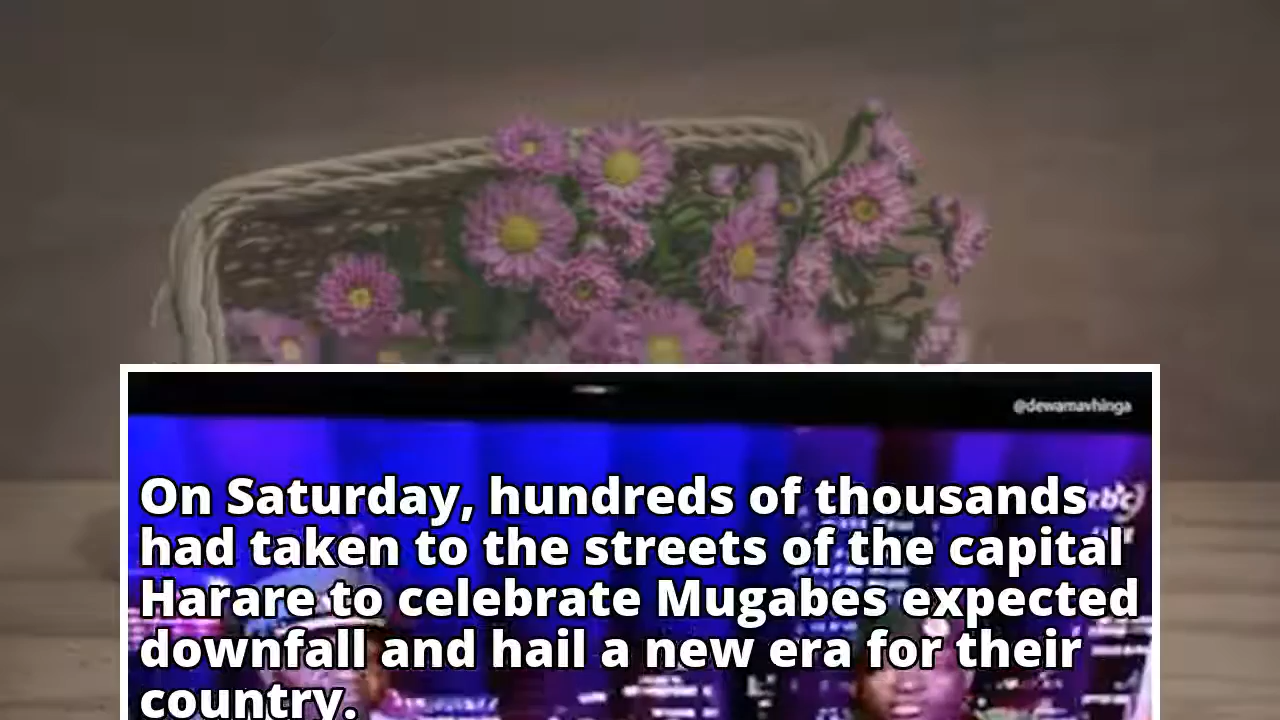 @dewamavhinga
zbc
On Saturday, hundreds of thousands
had taken to the streets of the capital
Harare to celebrate Mugabes expected
downfall and hail a new era for their
country.